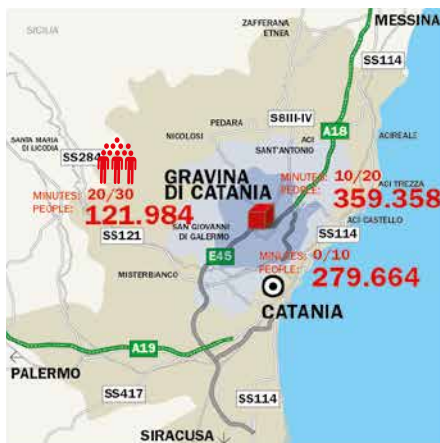 SICILIA
ZAFFERANA
ETNEA
MESSINA
SS114
S8III-IV
A18
PEDARA
NICOLOSI
ACI
SANT'ANTONIO
ACIREALE
SANTA MARIA
DI LICODIA
SS284
MINUTES: 20/30
PEOPLE: 121.984
GRAVINA
DI CATANIA
MINUTES: 10/20
PEOPLE: 359.358
ACI TREZZA
ACI CASTELLO
SS121
SAN GIOVANNI
DI GALERMO
SS114
E45
MISTERBIANCO
MINUTES: 0/10
PEOPLE: 279.664
CATANIA
A19
PALERMO
SS417
SS114
SIRACUSA